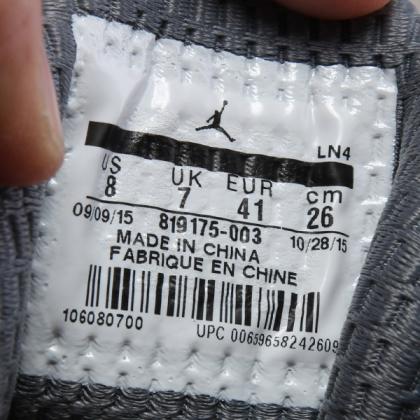 LN4
US UK EUR cm
8 7 41 26
09/09/15 819175-003 10/28/15
MADE IN CHINA
FABRIQUE EN CHINE
106080700 UPC 00659658242609